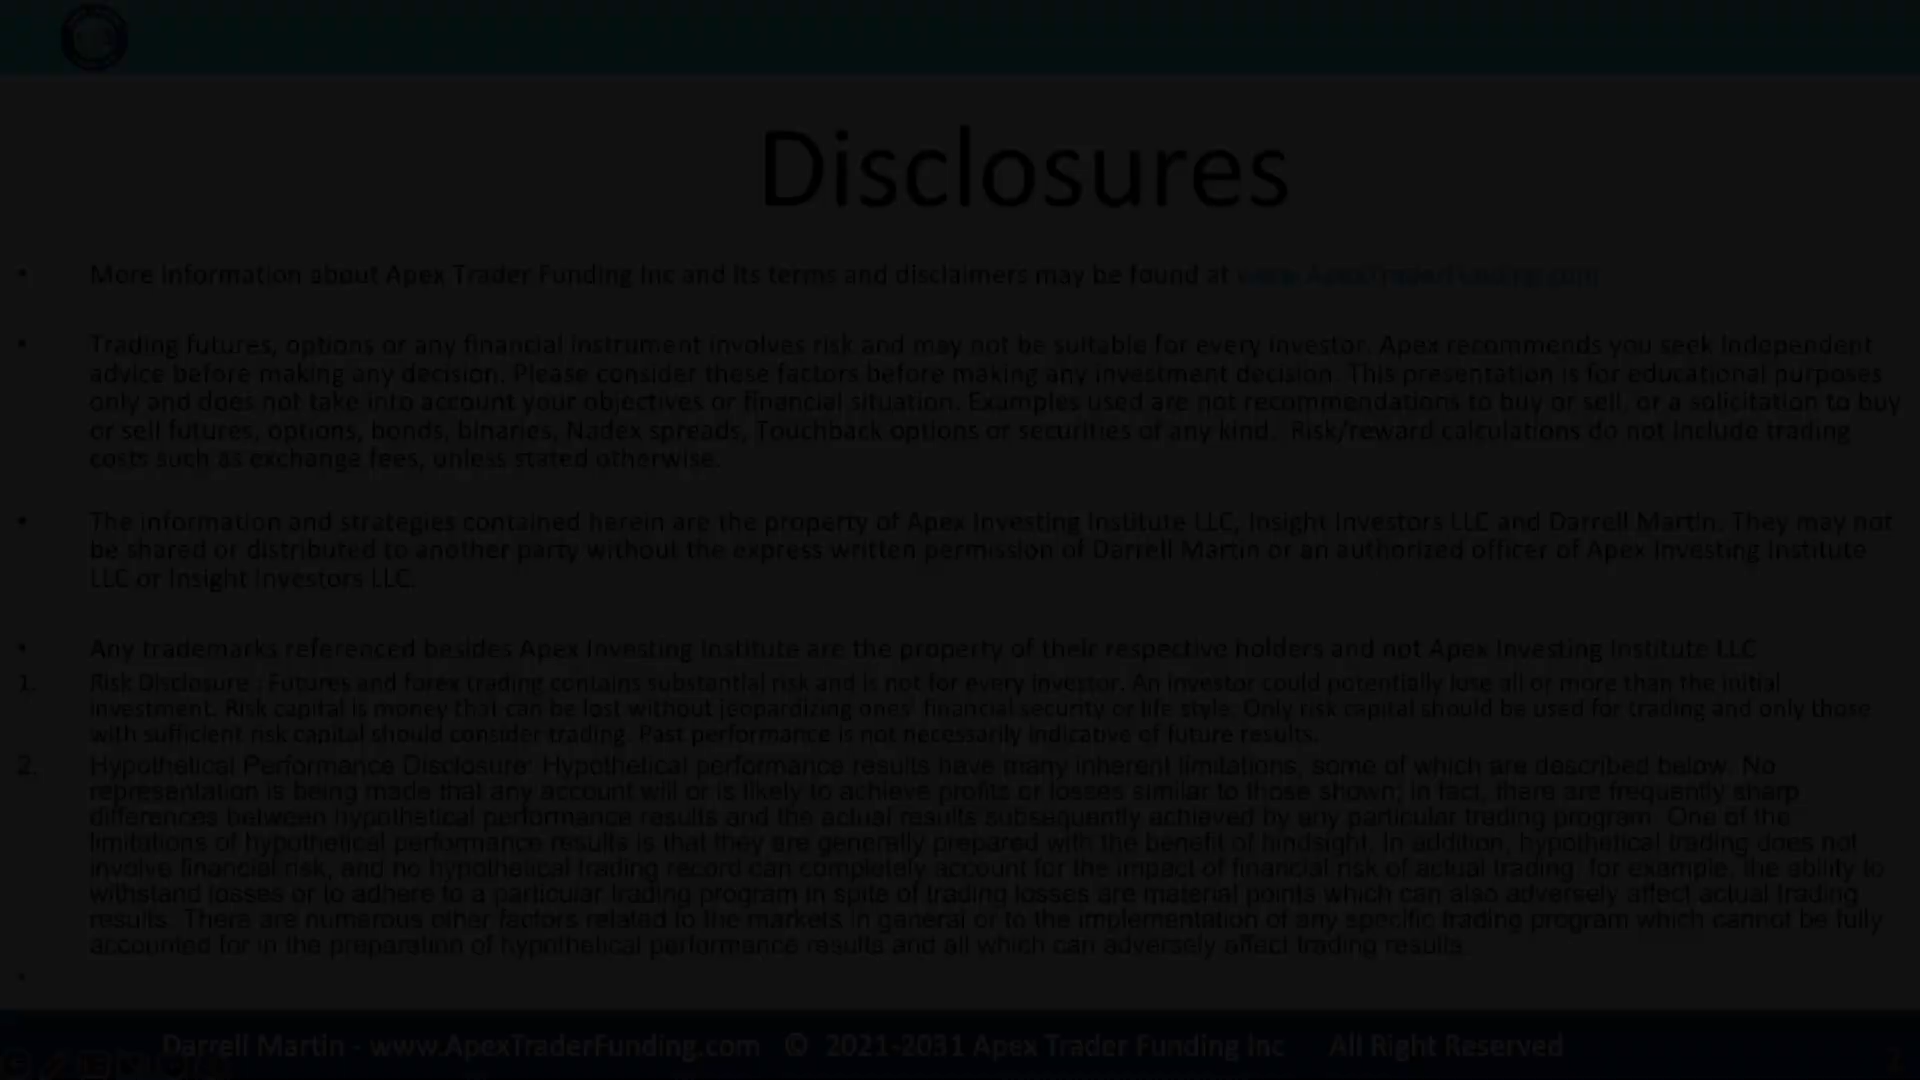 Disclosures
• More information about Apex Trader Funding Inc and its terms and disclaimers may be found at www.ApexTraderFunding.com
• Trading futures, options or any financial instrument involves risk and may not be suitable for every investor. Apex recommends you seek independent
advice before making any decision. Please consider these factors before making any investment decision. This presentation is for educational purposes
only and does not take into account your objectives or financial situation. Examples used are not recommendations to buy or sell, or a solicitation to buy
or sell futures, options, bonds, binaries, Nadex spreads, Touchback options or securities of any kind. Risk/reward calculations do not include trading
costs such as exchange fees, unless stated otherwise.
• The information and strategies contained herein are the property of Apex Investing Institute LLC, Insight Investors LLC and Darrell Martin. They may not
be shared or distributed to another party without the express written permission of Darrell Martin or an authorized officer of Apex Investing Institute
LLC or Insight Investors LLC.
• Any trademarks referenced besides Apex Investing Institute are the property of their respective holders and not Apex Investing Institute LLC
1. Risk Disclosure : Futures and forex trading contains substantial risk and is not for every investor. An investor could potentially lose all or more than the initial
investment. Risk capital is money that can be lost without jeopardizing ones' financial security or life style. Only risk capital should be used for trading and only those
with sufficient risk capital should consider trading. Past performance is not necessarily indicative of future results.
2. Hypothetical Performance Disclosure: Hypothetical performance results have many inherent limitations, some of which are described below. No
representation is being made that any account will or is likely to achieve profits or losses similar to those shown; in fact, there are frequently sharp
differences between hypothetical performance results and the actual results subsequently achieved by any particular trading program. One of the
limitations of hypothetical performance results is that they are generally prepared with the benefit of hindsight. In addition, hypothetical trading does not
involve financial risk, and no hypothetical trading record can completely account for the impact of financial risk of actual trading. for example, the ability to
withstand losses or to adhere to a particular trading program in spite of trading losses are material points which can also adversely affect actual trading
results. There are numerous other factors related to the markets in general or to the implementation of any specific trading program which cannot be fully
accounted for in the preparation of hypothetical performance results and all which can adversely affect trading results.
Darrell Martin - www.ApexTraderFunding.com © 2021-2031 Apex Trader Funding Inc All Right Reserved